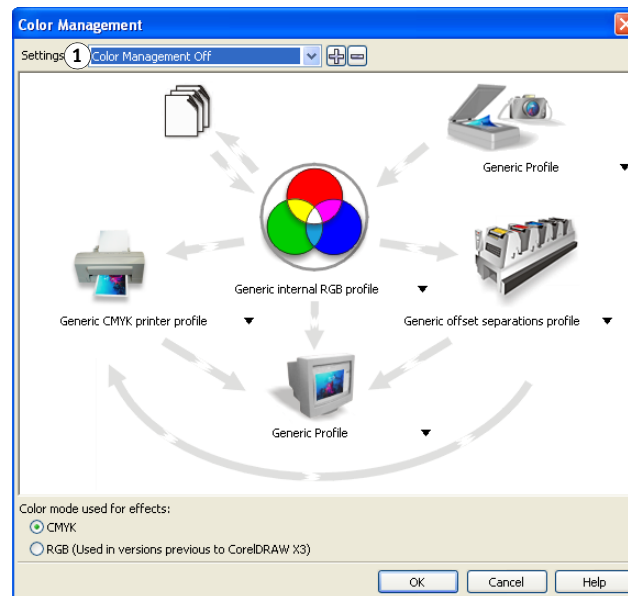 Color Management
Settings 1 Color Management Off
Generic Profile
Generic internal RGB profile
Generic CMYK printer profile
Generic offset separations profile
Generic Profile
Color mode used for effects:
CMYK
RGB (Used in versions previous to CorelDRAW X3)
OK Cancel Help